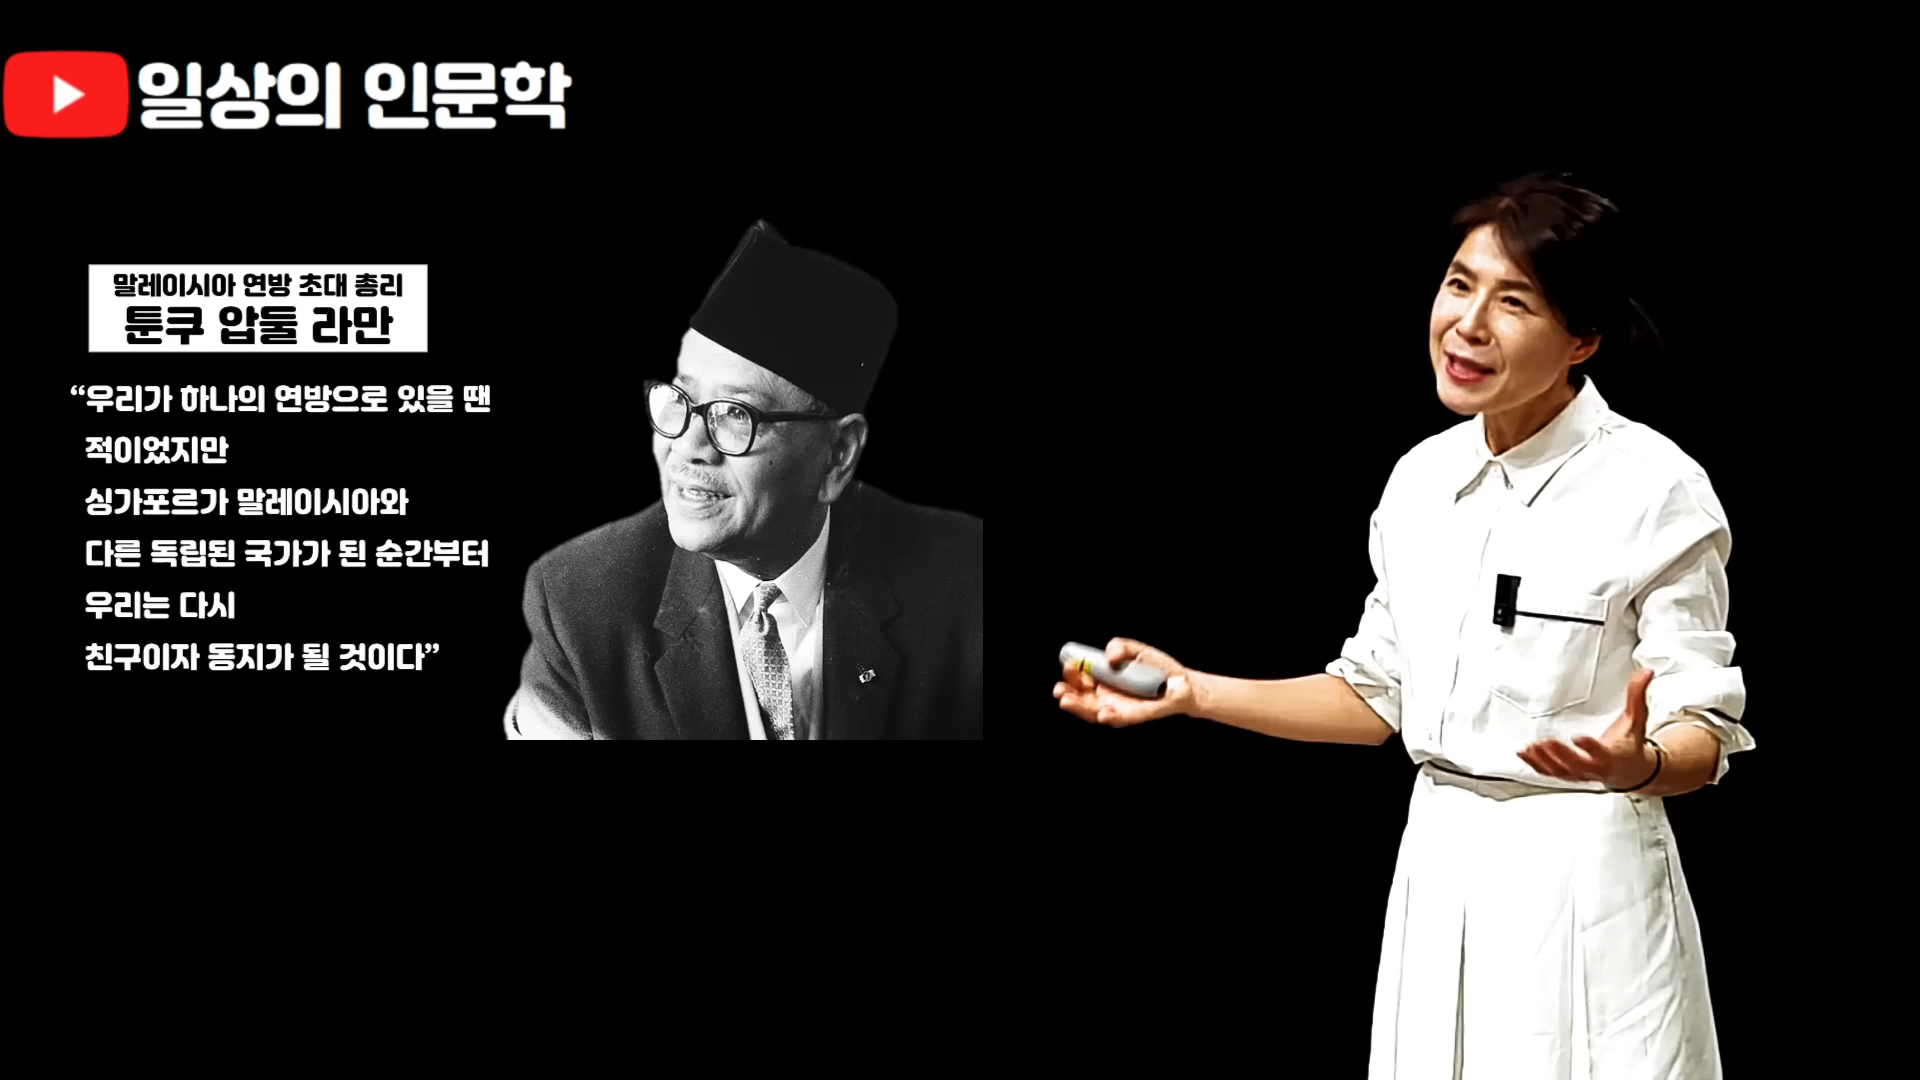 일상의 인문학
말레이시아 연방 초대 총리
툰쿠 압둘 라만
“우리가 하나의 연방으로 있을 땐
적이었지만
싱가포르가 말레이시아와
다른 독립된 국가가 된 순간부터
우리는 다시
친구이자 동지가 될 것이다”